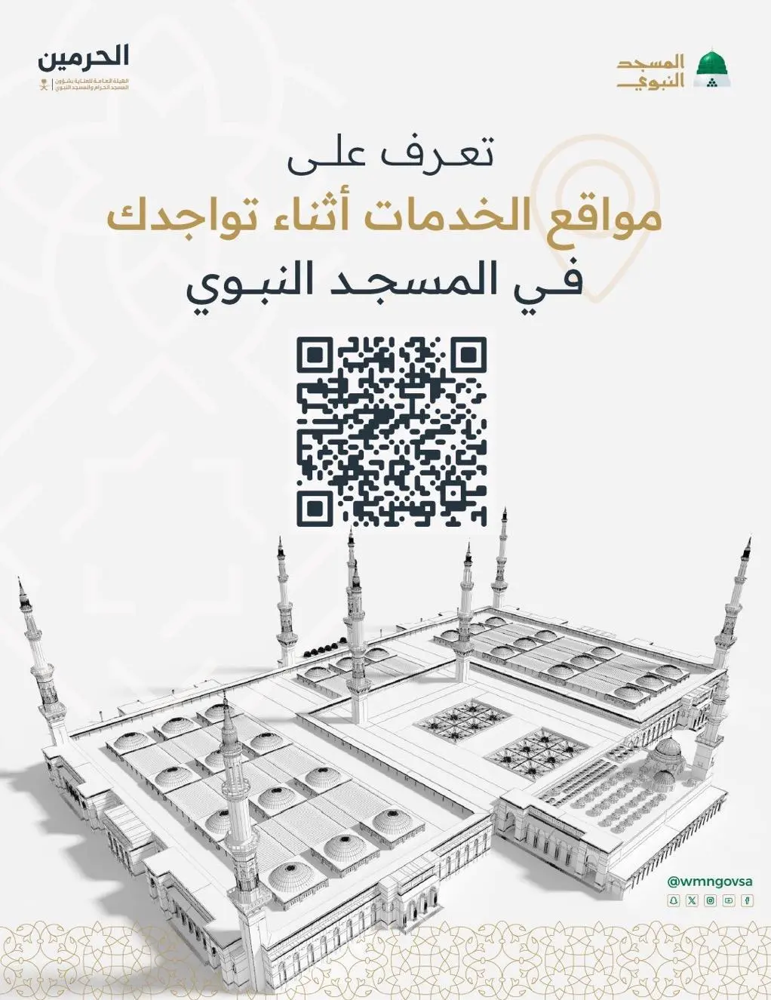 المسجد
النبوي
الحرمين
الهيئة العامة للعناية بشؤون
المسجد الحرام والمسجد النبوي
تعرف على
مواقع الخدمات أثناء تواجدك
في المسجد النبوي
@wmngovsa